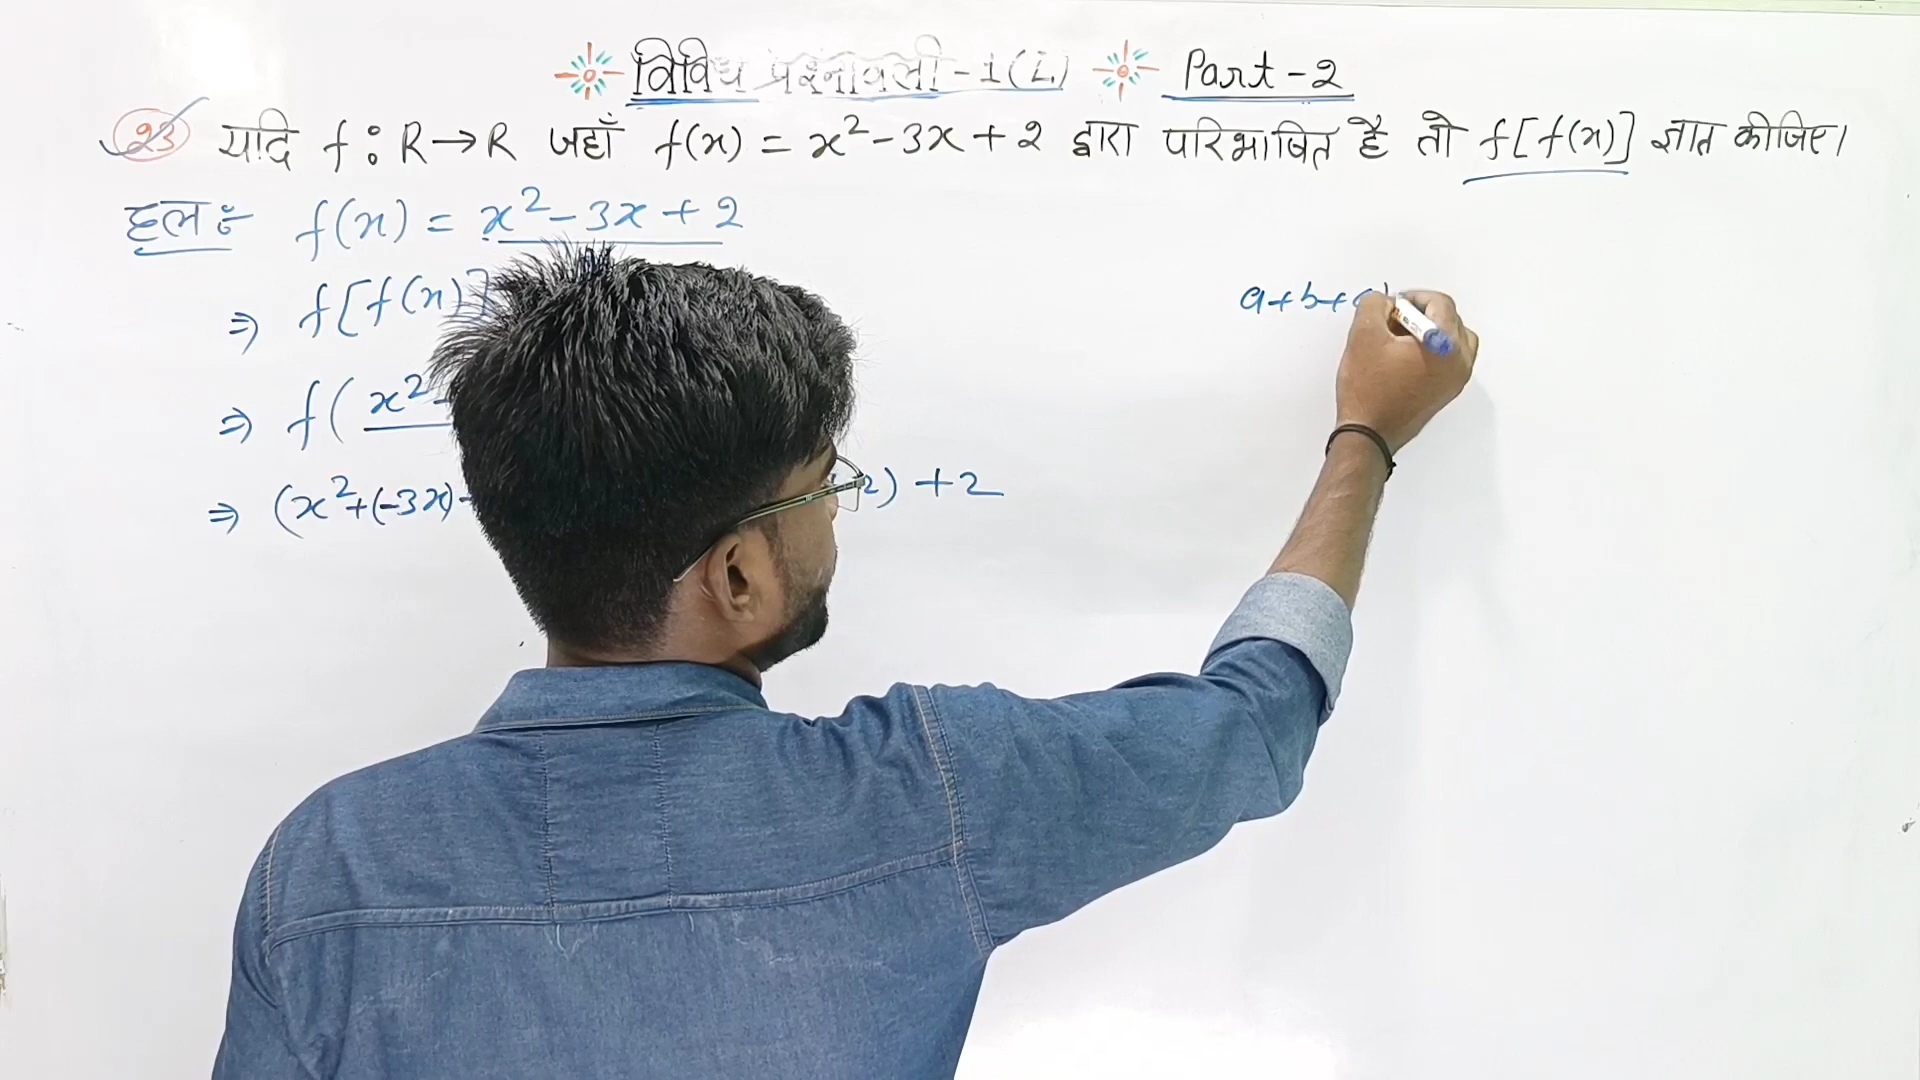 विविध प्रश्नावली - 1 (i) Part - 2
23 यदि f : R → R जहाँ f(x) = x² - 3x + 2 द्वारा परिभाषित है तो f[f(x)] ज्ञात कीजिए।
हल :- f(x) = x² - 3x + 2
⇒ f[f(x)]
⇒ f(x² -
⇒ (x² + (-3x) + 2) + 2
a + b +